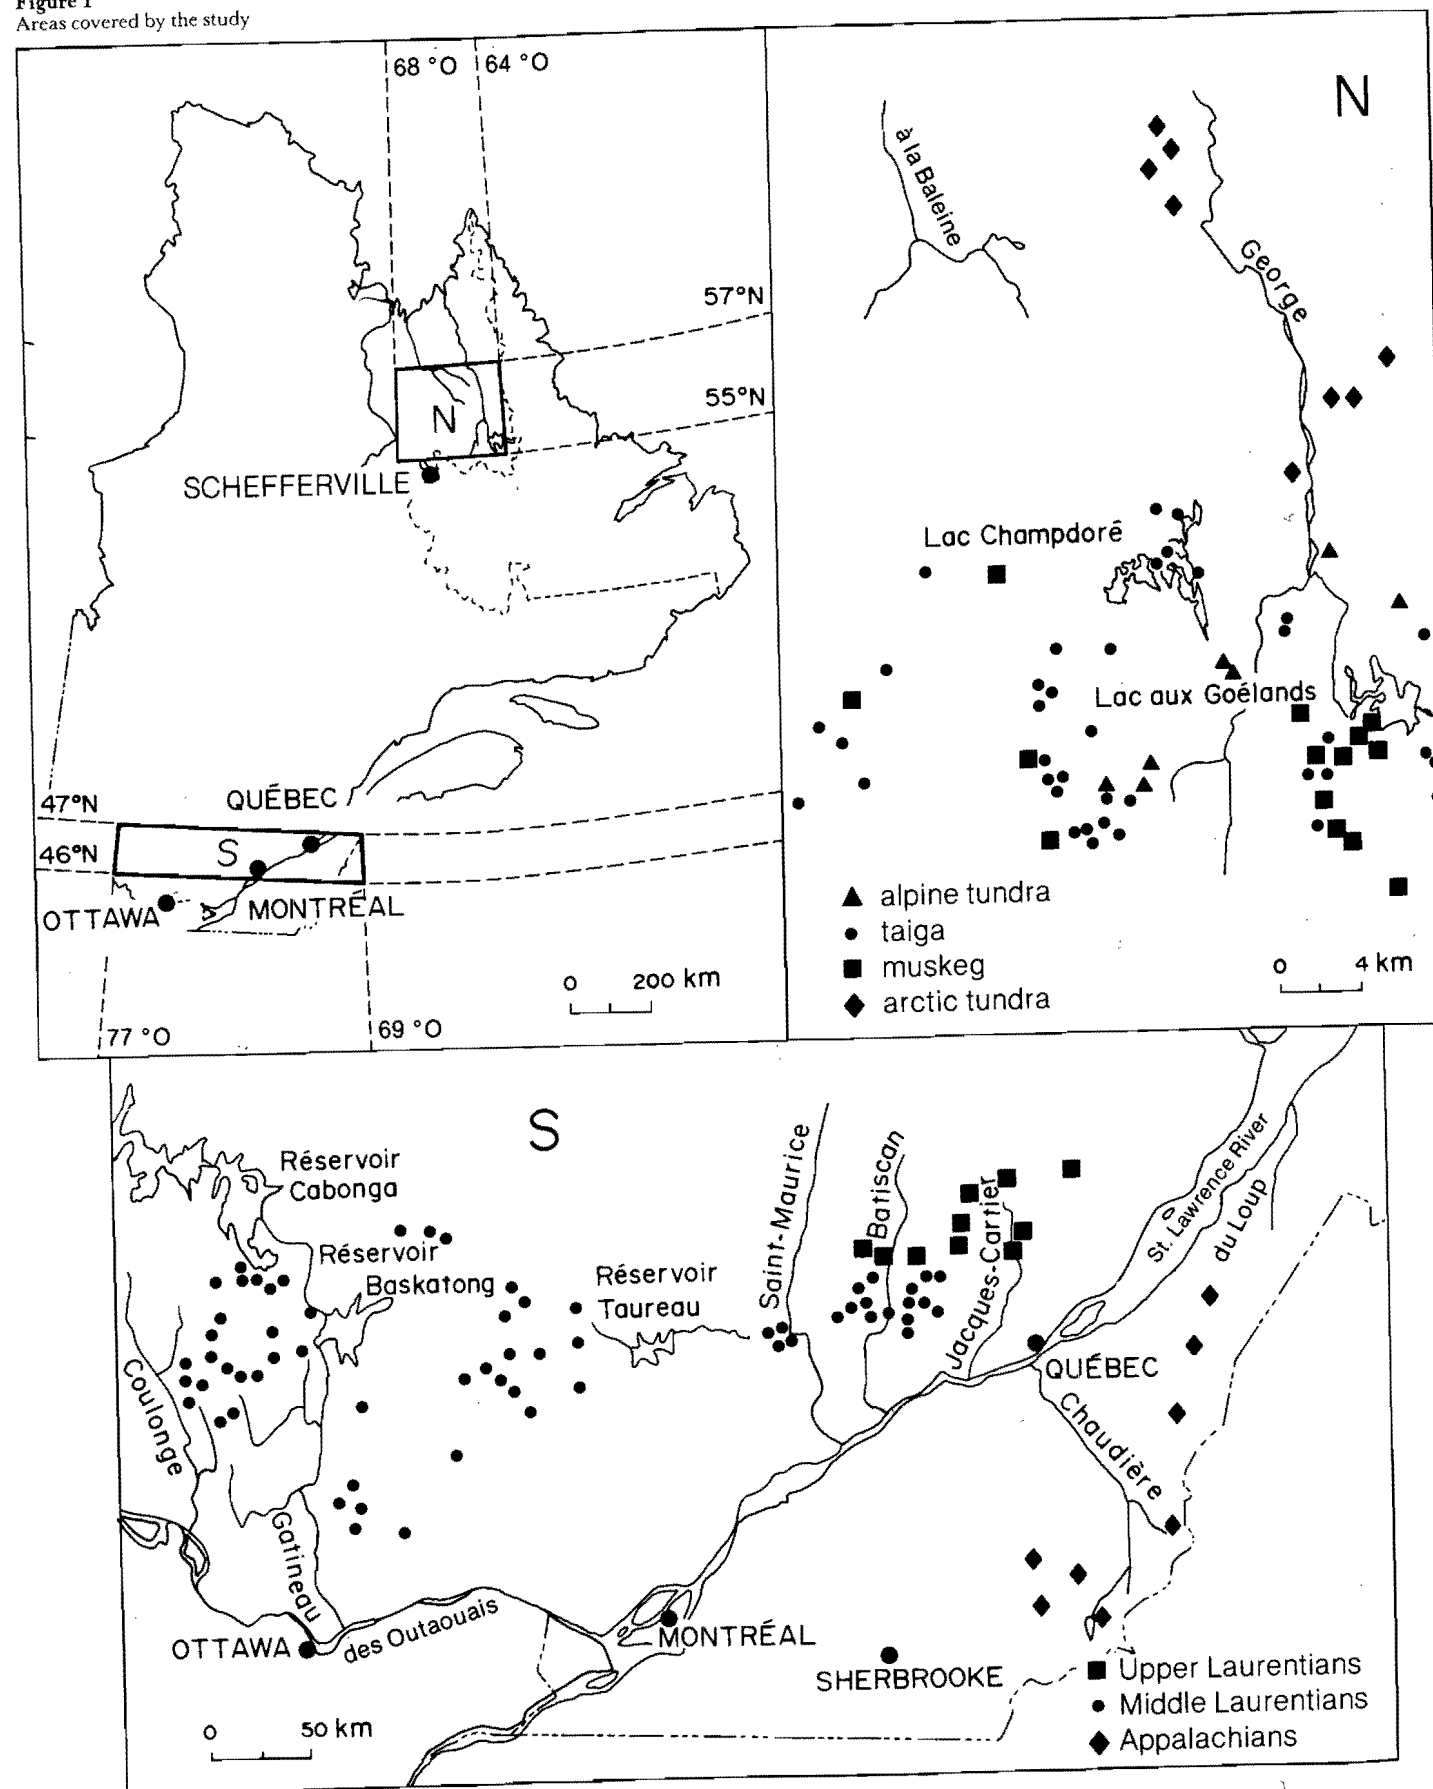 Figure 1
Areas covered by the study
68 °O
64 °O
57°N
55°N
N
SCHEFFERVILLE
QUÉBEC
47°N
46°N
S
OTTAWA
MONTRÉAL
0 200 km
77 °O
69 °O
N
à la Baleine
George
Lac Champdoré
Lac aux Goélands
alpine tundra
taiga
muskeg
arctic tundra
0 4 km
S
Réservoir
Cabonga
Réservoir
Baskatong
Réservoir
Taureau
Saint-Maurice
Batiscan
Jacques-Cartier
St. Lawrence River
du Loup
Coulonge
QUÉBEC
Chaudière
Gatineau
OTTAWA
des Outaouais
MONTRÉAL
SHERBROOKE
0 50 km
Upper Laurentians
Middle Laurentians
Appalachians